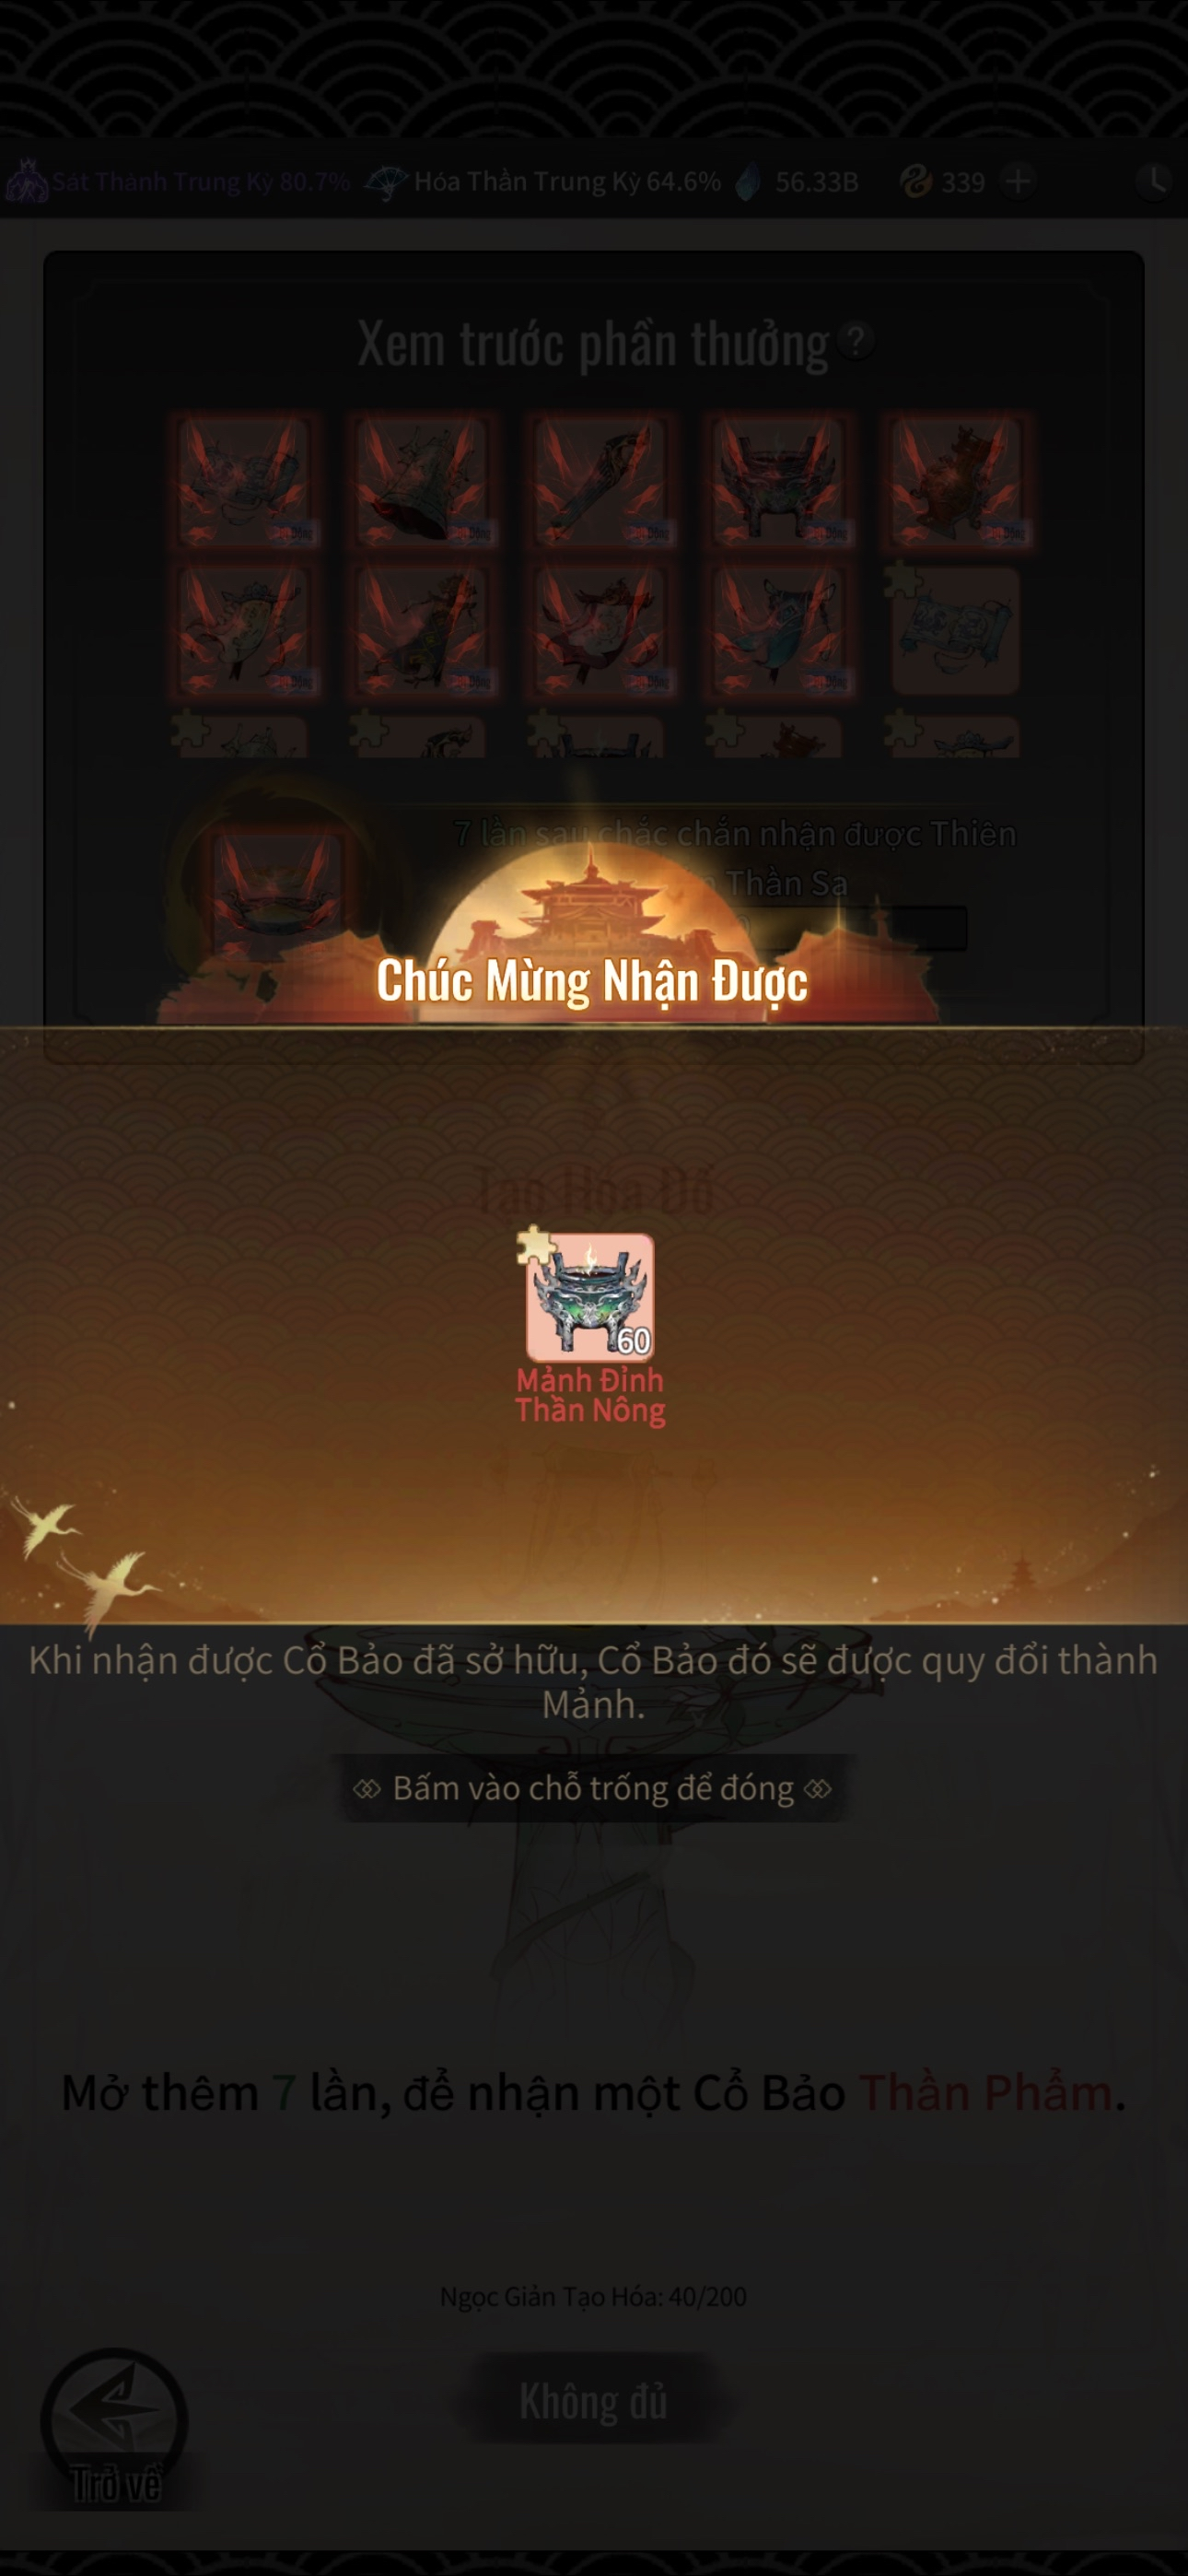 Sát Thành Trung Kỳ 80.7% Hóa Thần Trung Kỳ 64.6% 56.33B 339
Xem trước phần thưởng ?
7 lần sau chắc chắn nhận được Thiên
Thần Sa
Chúc Mừng Nhận Được
Tạo Hóa Đồ
60
Mảnh Đỉnh
Thần Nông
Khi nhận được Cổ Bảo đã sở hữu, Cổ Bảo đó sẽ được quy đổi thành
Mảnh.
Bấm vào chỗ trống để đóng
Mở thêm 7 lần, để nhận một Cổ Bảo Thần Phẩm.
Ngọc Giản Tạo Hóa: 40/200
Không đủ
Trở về